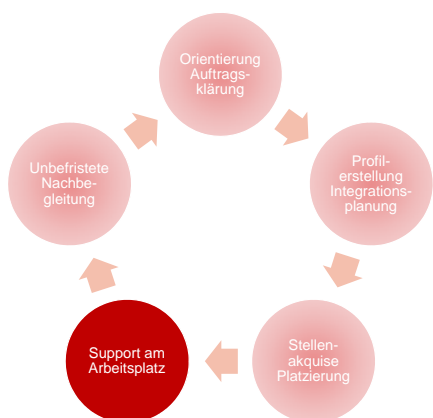 Orientierung
Auftrags-
klärung
Profil-
erstellung
Integrations-
planung
Stellen-
akquise
Platzierung
Support am
Arbeitsplatz
Unbefristete
Nachbe-
gleitung